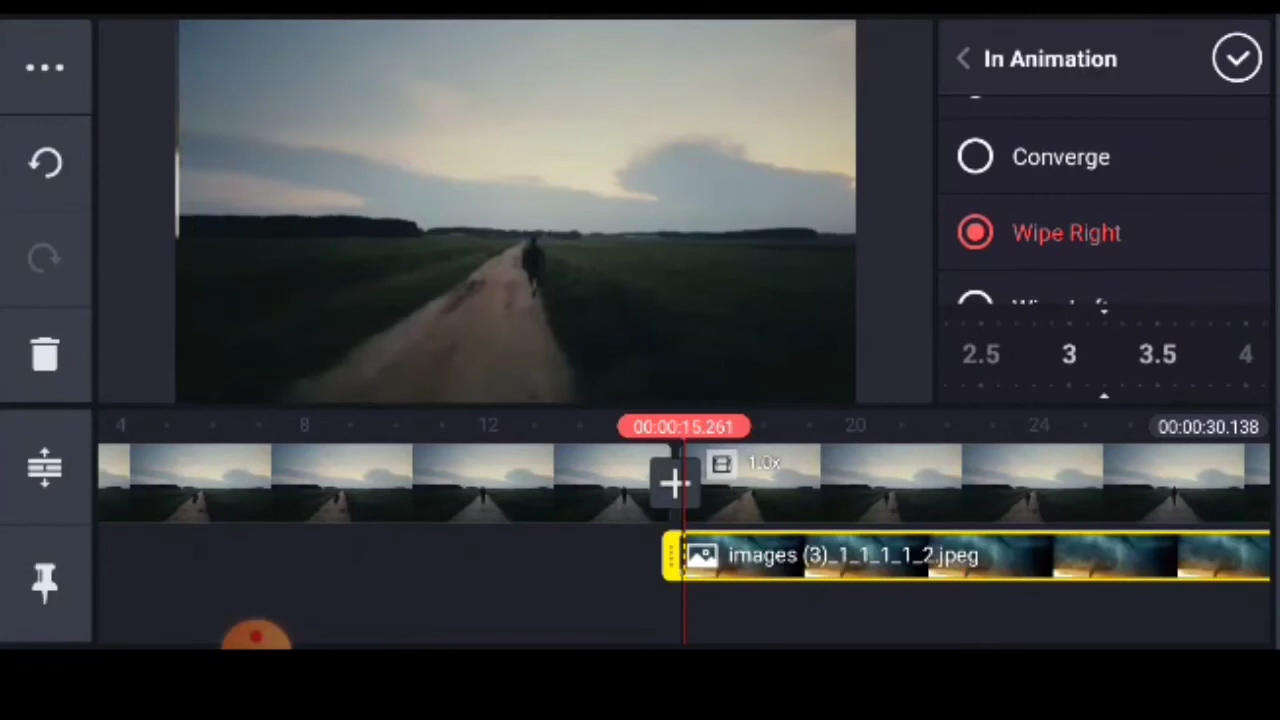 In Animation
Converge
Wipe Right
2.5 3 3.5 4
4 8 12 00:00:15.261 20 24 00:00:30.138
1.0x
images (3)_1_1_1_1_2.jpeg